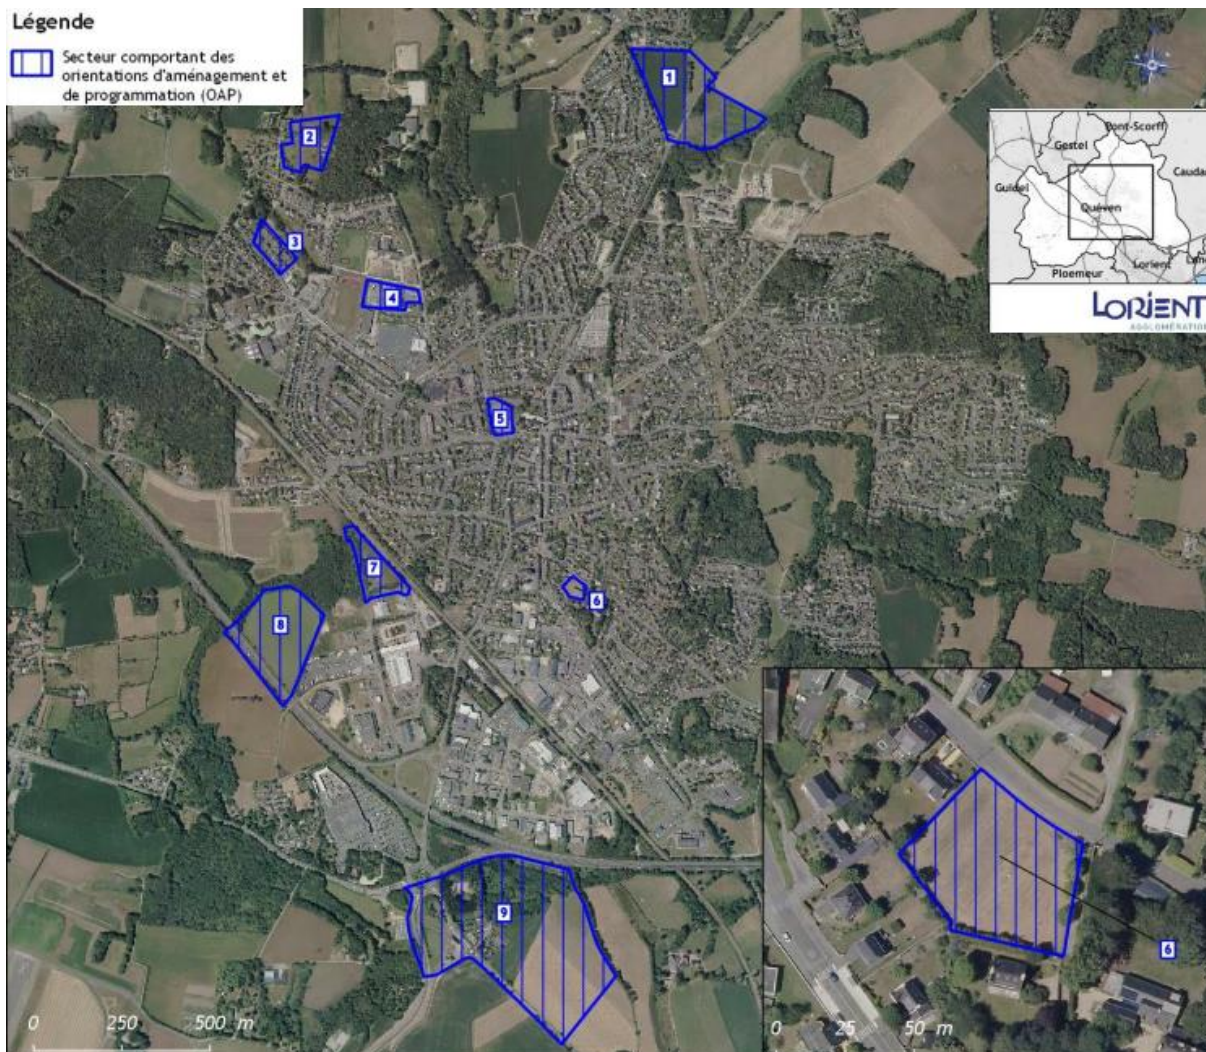 Légende
Secteur comportant des
orientations d'aménagement et
de programmation (OAP)
1
2
3
4
5
6
7
8
9
Pont-Scorff
Gestel
Caudan
Guidel
Quéven
Lorient
Ploemeur
LORIENT
AGGLOMÉRATION
0 250 500 m
0 25 50 m
6